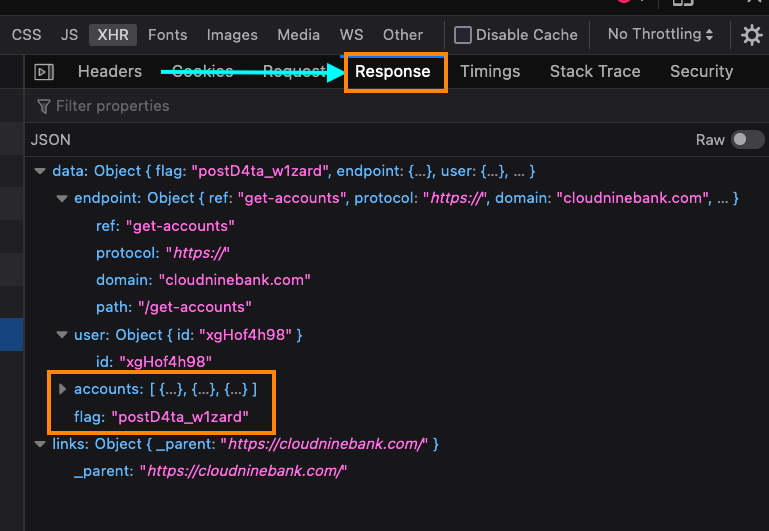 CSS JS XHR Fonts Images Media WS Other Disable Cache No Throttling
Headers Cookies Request Response Timings Stack Trace Security
Filter properties
JSON Raw
data: Object { flag: "postD4ta_w1zard", endpoint: {…}, user: {…}, … }
endpoint: Object { ref: "get-accounts", protocol: "https://", domain: "cloudninebank.com", … }
ref: "get-accounts"
protocol: "https://"
domain: "cloudninebank.com"
path: "/get-accounts"
user: Object { id: "xgHof4h98" }
id: "xgHof4h98"
accounts: [ {…}, {…}, {…} ]
flag: "postD4ta_w1zard"
links: Object { _parent: "https://cloudninebank.com/" }
_parent: "https://cloudninebank.com/"